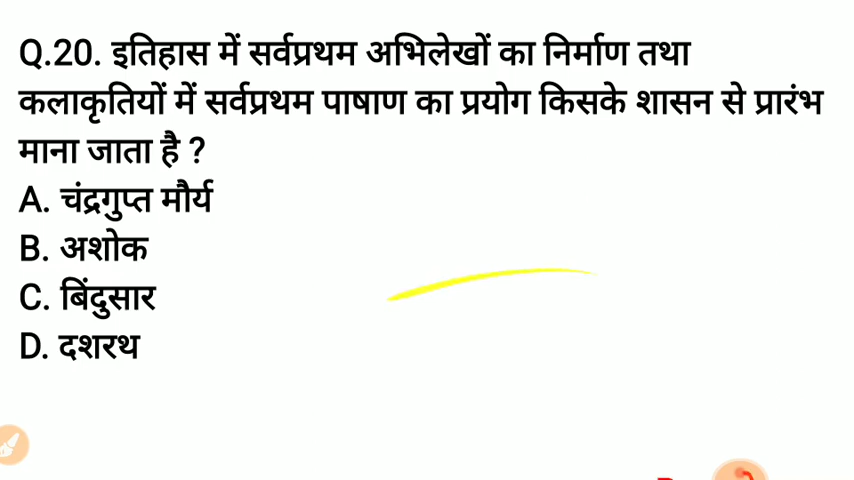 Q.20. इतिहास में सर्वप्रथम अभिलेखों का निर्माण तथा
कलाकृतियों में सर्वप्रथम पाषाण का प्रयोग किसके शासन से प्रारंभ
माना जाता है ?
A. चंद्रगुप्त मौर्य
B. अशोक
C. बिंदुसार
D. दशरथ